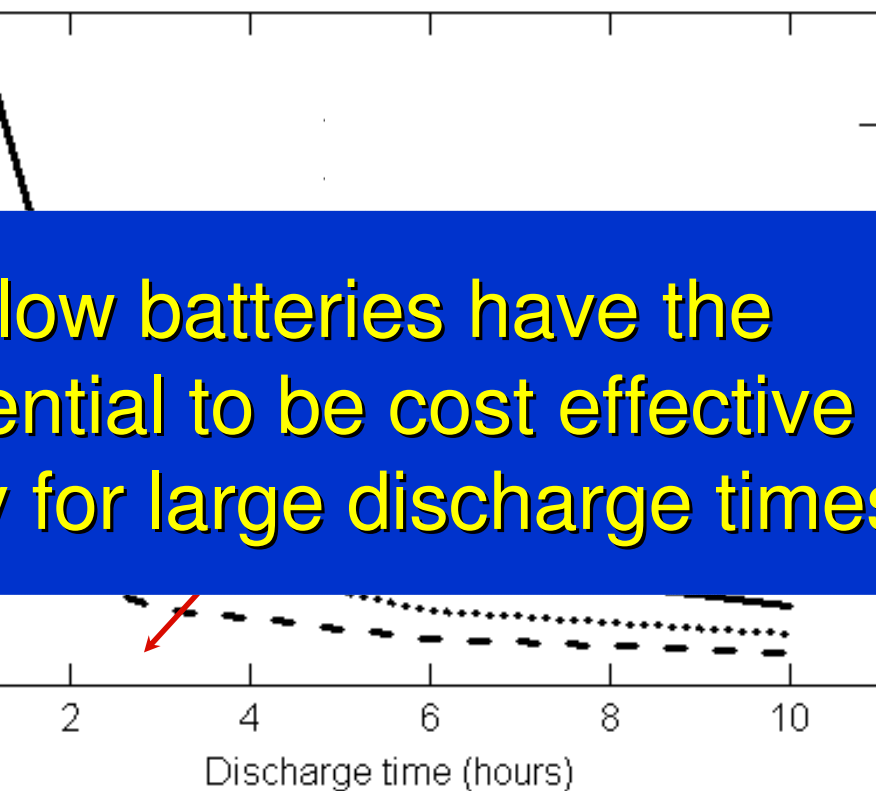 low batteries have the
ential to be cost effective
y for large discharge times
2 4 6 8 10
Discharge time (hours)